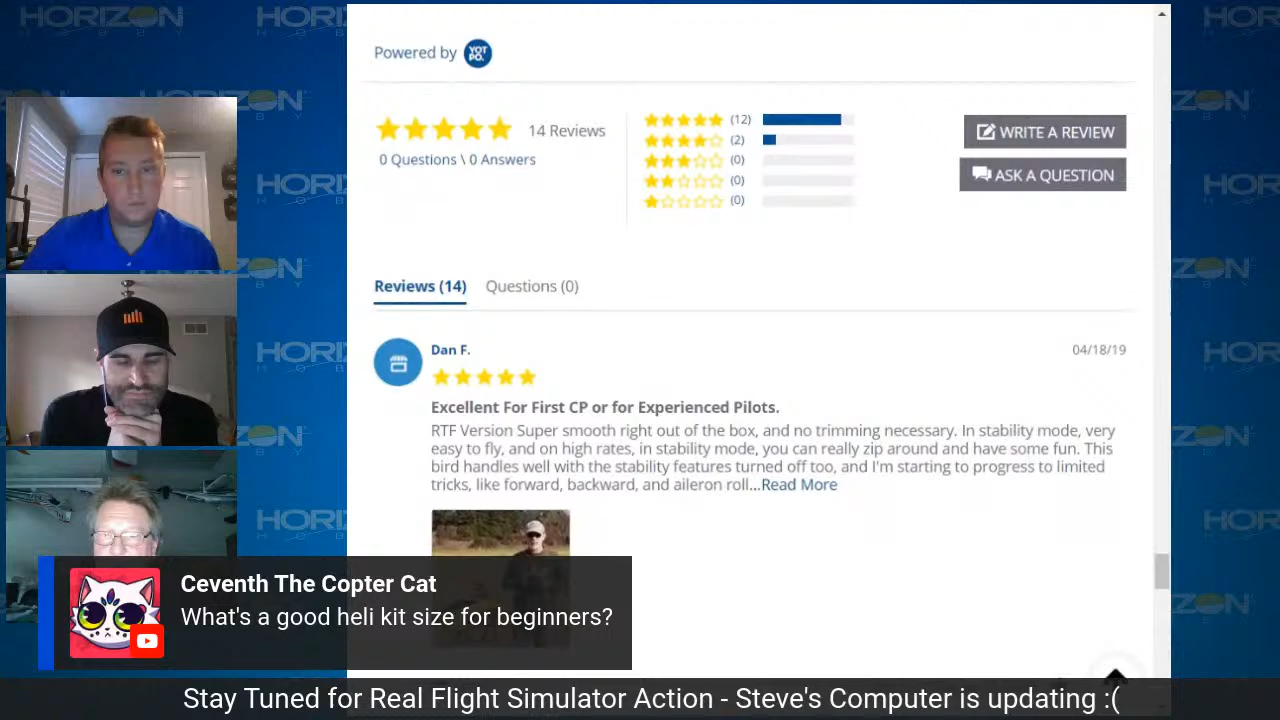 HORIZON
HOBBY
Powered by YOTPO.
14 Reviews
0 Questions \ 0 Answers
(12)
(2)
(0)
(0)
(0)
WRITE A REVIEW
ASK A QUESTION
Reviews (14)
Questions (0)
Dan F.
04/18/19
Excellent For First CP or for Experienced Pilots.
RTF Version Super smooth right out of the box, and no trimming necessary. In stability mode, very
easy to fly, and on high rates, in stability mode, you can really zip around and have some fun. This
bird handles well with the stability features turned off too, and I'm starting to progress to limited
tricks, like forward, backward, and aileron roll...Read More
Ceventh The Copter Cat
What's a good heli kit size for beginners?
Stay Tuned for Real Flight Simulator Action - Steve's Computer is updating :(